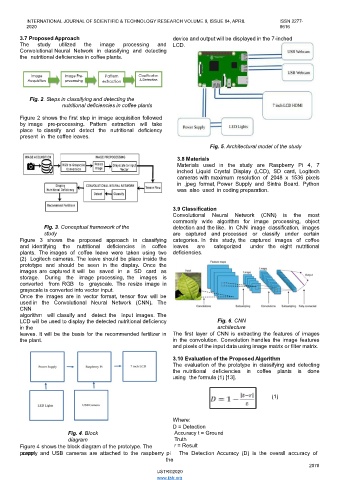 INTERNATIONAL JOURNAL OF SCIENTIFIC & TECHNOLOGY RESEARCH VOLUME 9, ISSUE 04, APRIL
2020
ISSN 2277-
8616
3.7 Proposed Approach
The study utilized the image processing and
Convolutional Neural Network in classifying and detecting
the nutritional deficiencies in coffee plants.
Image
Acquisition
Image Pre-
processing
Pattern
extraction
Classification
& Detection
Fig. 2. Steps in classifying and detecting the
nutritional deficiencies in coffee plants
Figure 2 shows the first step in image acquisition followed
by image pre-processing. Pattern extraction will take
place to classify and detect the nutritional deficiency
present in the coffee leaves.
IMAGE ACQUISITION
IMAGE PREPROCESSING
CONVOLUTIONAL NEURAL NETWORK
Detect
Classify
Fig. 3. Conceptual framework of the
study
Figure 3 shows the proposed approach in classifying
and identifying the nutritional deficiencies in coffee
plants. The images of coffee leave were taken using two
(2) Logitech cameras. The leave should be place inside the
prototype and should be seen in the display. Once the
images are captured it will be saved in a SD card as
storage. During the image processing, the images is
converted from RGB to grayscale. The resize image in
grayscale is converted into vector input.
Once the images are in vector format, tensor flow will be
used in the Convolutional Neural Network (CNN). The
CNN
algorithm will classify and detect the input images. The
LCD will be used to display the detected nutritional deficiency
in the
leaves. It will be the basis for the recommended fertilizer in
the plant.
Power Supply
Raspberry Pi
7 inch LCD
LED Lights
USB Webcam
Fig. 4. Block
diagram
Figure 4 shows the block diagram of the prototype. The
power
supply and USB cameras are attached to the raspberry pi
device and output will be displayed in the 7-inched
LCD.
USB Webcam
USB Webcam
7 inch LCD HDMI
Power Supply
LED Lights
Fig. 5. Architectural model of the study
3.8 Materials
Materials used in the study are Raspberry Pi 4, 7
inched Liquid Crystal Display (LCD), SD card, Logitech
cameras with maximum resolution of 2048 x 1536 pixels
in .jpeg format, Power Supply and Sintra Board. Python
was also used in coding preparation.
3.9 Classification
Convolutional Neural Network (CNN) is the most
commonly wide algorithm for image processing, object
detection and the like. In CNN image classification, images
are captured and processed or classify under certain
categories. In this study, the captured images of coffee
leaves are categorized under the eight nutritional
deficiencies.
Fig. 6. CNN
architecture
The first layer of CNN is extracting the features of images
in the convolution. Convolution handles the image features
and pixels of the input data using image matrix or filter matrix.
3.10 Evaluation of the Proposed Algorithm
The evaluation of the prototype in classifying and detecting
the nutritional deficiencies in coffee plants is done
using the formula (1) [13].
(1)
Where:
D = Detection
Accuracy t = Ground
Truth
r = Result
The Detection Accuracy (D) is the overall accuracy of
the
2078
IJSTR©2020
www.ijstr.org